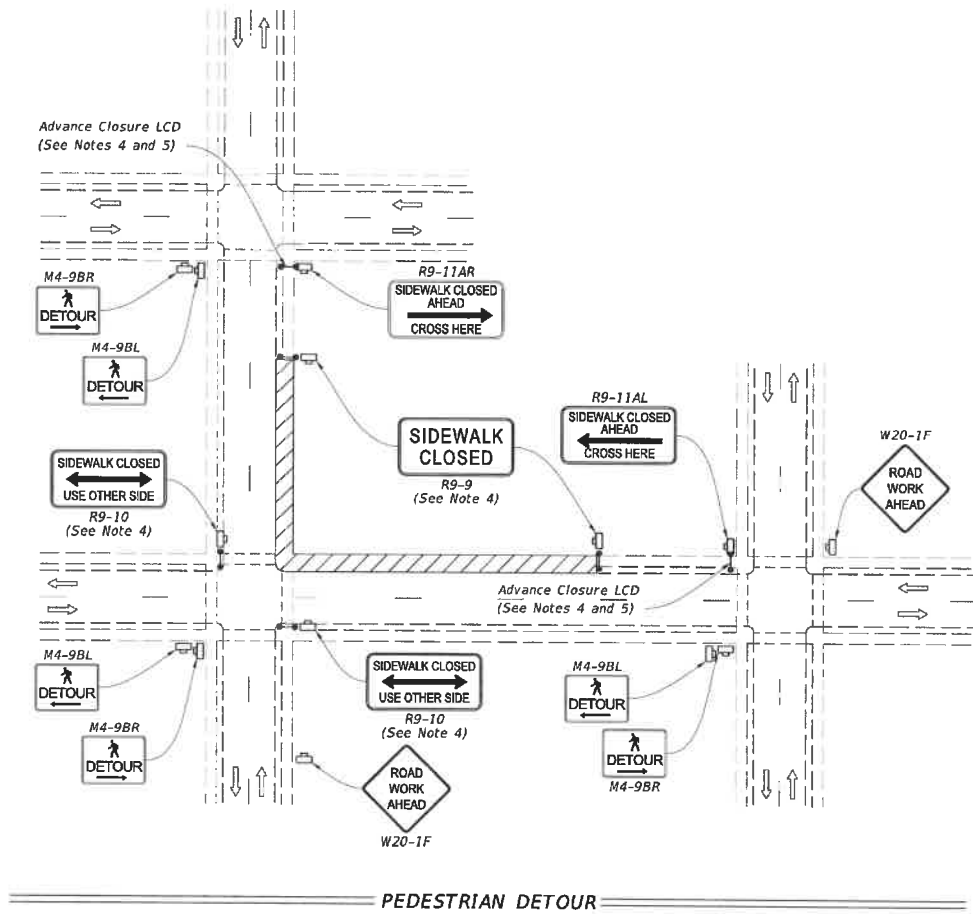 Advance Closure LCD
(See Notes 4 and 5)
M4-9BR
DETOUR
M4-9BL
DETOUR
R9-11AR
SIDEWALK CLOSED
AHEAD
CROSS HERE
R9-11AL
SIDEWALK CLOSED
AHEAD
CROSS HERE
W20-1F
ROAD
WORK
AHEAD
SIDEWALK CLOSED
USE OTHER SIDE
R9-10
(See Note 4)
SIDEWALK
CLOSED
R9-9
(See Note 4)
Advance Closure LCD
(See Notes 4 and 5)
M4-9BL
DETOUR
M4-9BR
DETOUR
SIDEWALK CLOSED
USE OTHER SIDE
R9-10
(See Note 4)
M4-9BL
DETOUR
DETOUR
M4-9BR
ROAD
WORK
AHEAD
W20-1F
PEDESTRIAN DETOUR